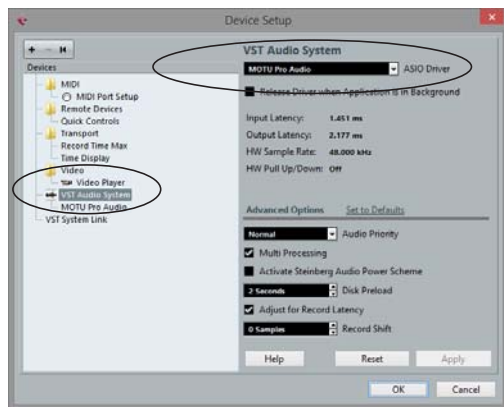 Device Setup
Devices
MIDI
MIDI Port Setup
Remote Devices
Quick Controls
Transport
Record Time Max
Time Display
Video
Video Player
VST Audio System
MOTU Pro Audio
VST System Link
VST Audio System
MOTU Pro Audio ASIO Driver
Release Driver when Application is in Background
Input Latency: 1.451 ms
Output Latency: 2.177 ms
HW Sample Rate: 48.000 kHz
HW Pull Up/Down: Off
Advanced Options Set to Defaults
Normal Audio Priority
Multi Processing
Activate Steinberg Audio Power Scheme
2 Seconds Disk Preload
Adjust for Record Latency
0 Samples Record Shift
Help Reset Apply
OK Cancel